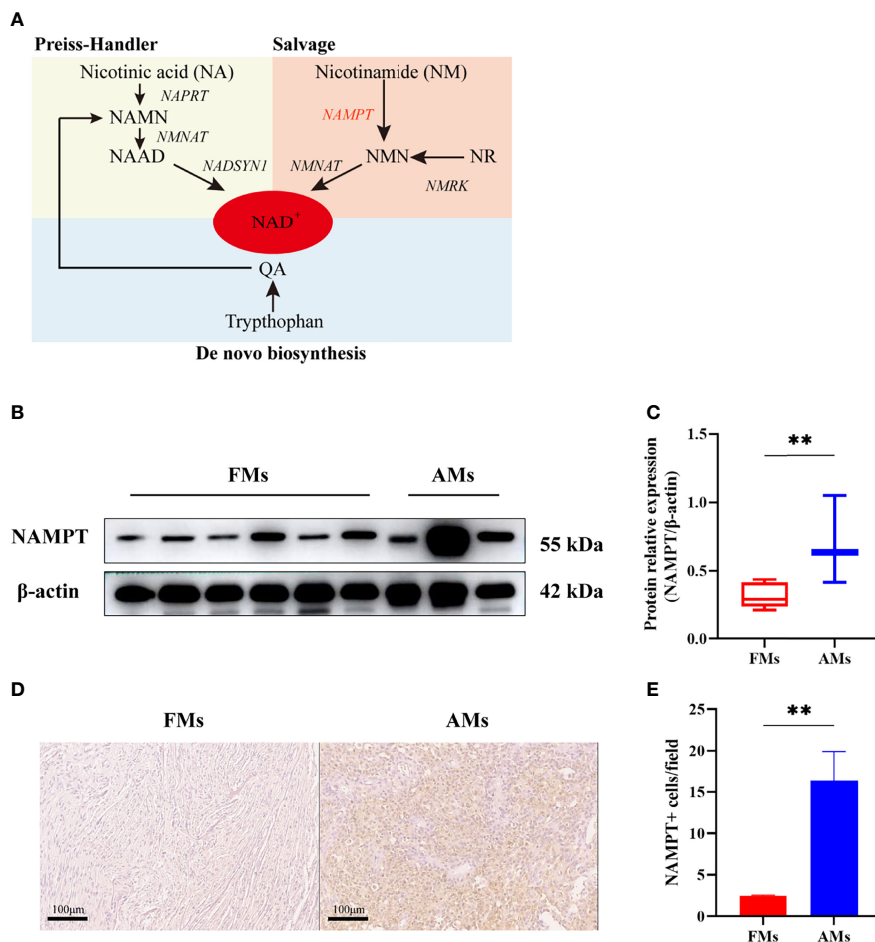 A
Preiss-Handler
Salvage
Nicotinic acid (NA)
Nicotinamide (NM)
NAPRT
NAMPT
NAMN
NMNAT
NAAD
NADSYN1
NMNAT
NMN
NR
NMRK
NAD+
QA
Trypthophan
De novo biosynthesis
B
FMs
AMs
NAMPT
55 kDa
β-actin
42 kDa
C
Protein relative expression
(NAMPT/β-actin)
1.5
1.0
0.5
0.0
**
FMs
AMs
D
FMs
AMs
100μm
100μm
E
NAMPT+ cells/field
25
20
15
10
5
0
**
FMs
AMs